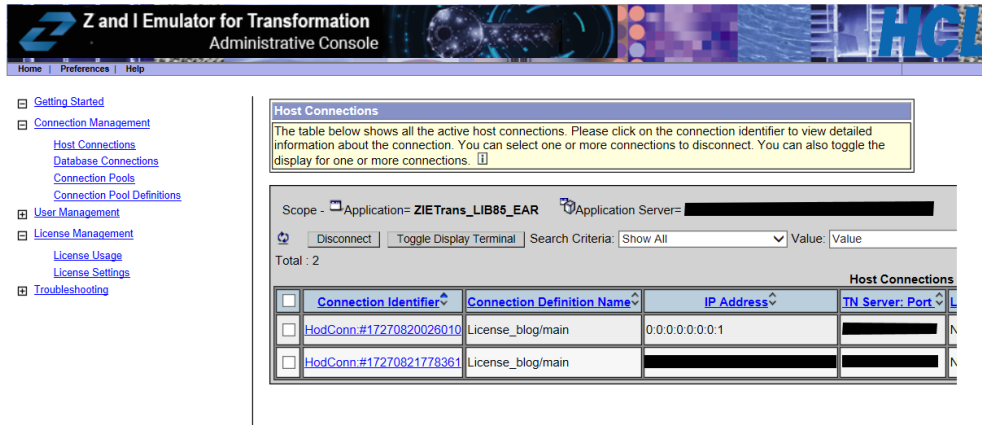 Z and I Emulator for Transformation
Administrative Console
HCL
Home | Preferences | Help
Getting Started
Connection Management
Host Connections
Database Connections
Connection Pools
Connection Pool Definitions
User Management
License Management
License Usage
License Settings
Troubleshooting
Host Connections
The table below shows all the active host connections. Please click on the connection identifier to view detailed
information about the connection. You can select one or more connections to disconnect. You can also toggle the
display for one or more connections.
Scope - Application= ZIETrans_LIB85_EAR Application Server=
Disconnect Toggle Display Terminal Search Criteria: Show All Value: Value
Total : 2
Host Connections
Connection Identifier Connection Definition Name IP Address TN Server: Port L
HodConn:#17270820026010 License_blog/main 0:0:0:0:0:0:0:1 N
HodConn:#17270821778361 License_blog/main N